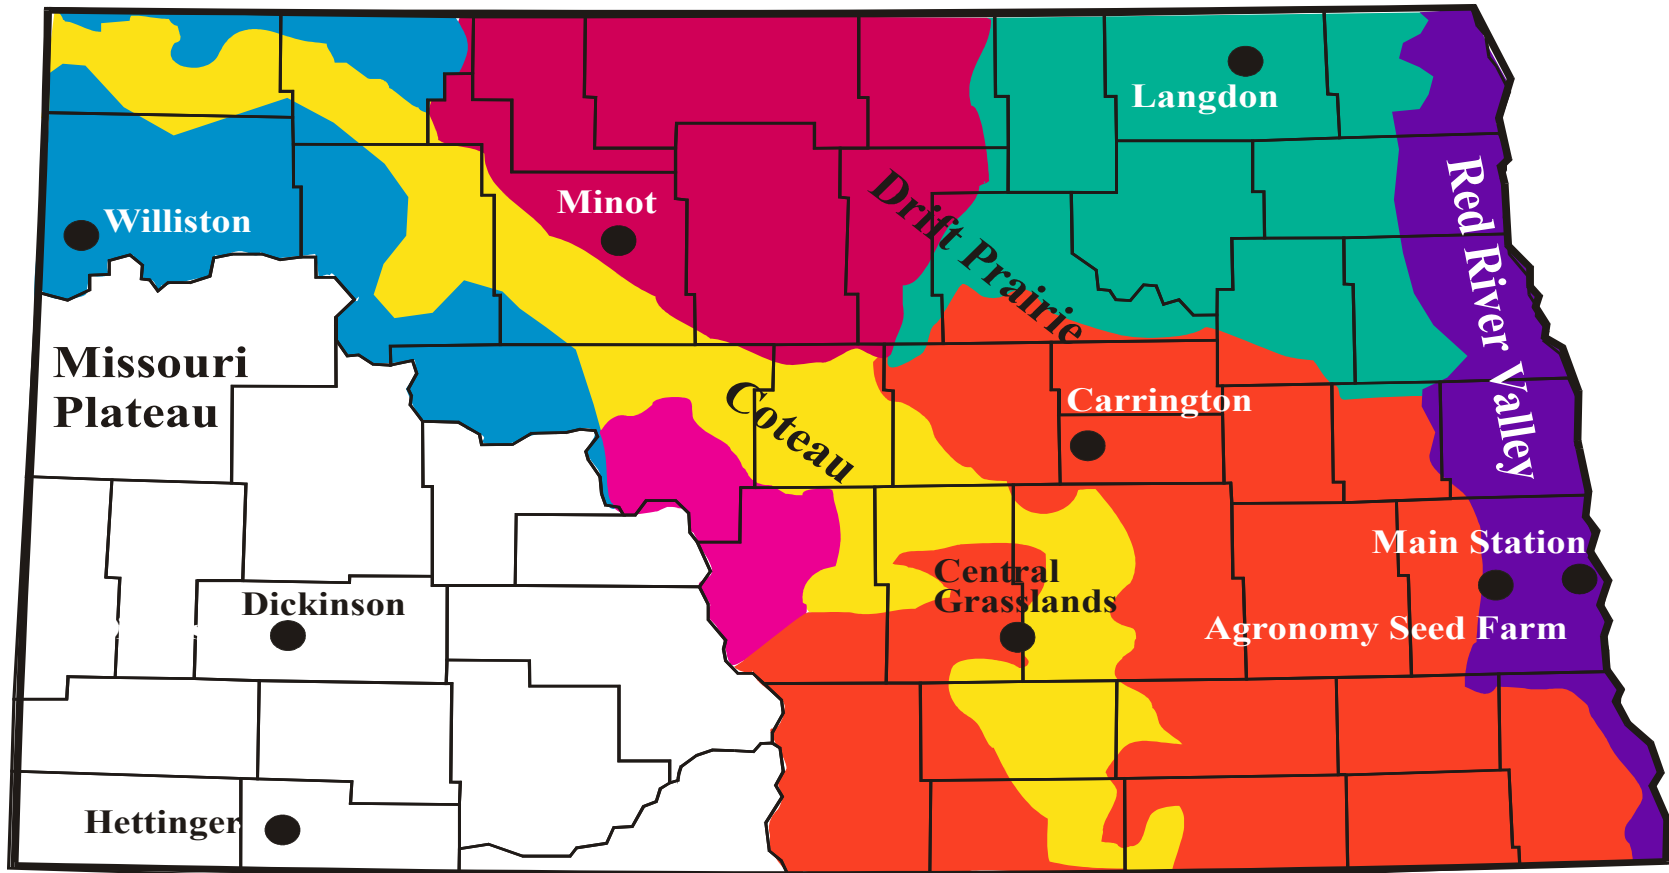 Langdon
Red River Valley
Williston
Minot
Drift Prairie
Missouri
Plateau
Coteau
Carrington
Main Station
Central
Grasslands
Dickinson
Agronomy Seed Farm
Hettinger